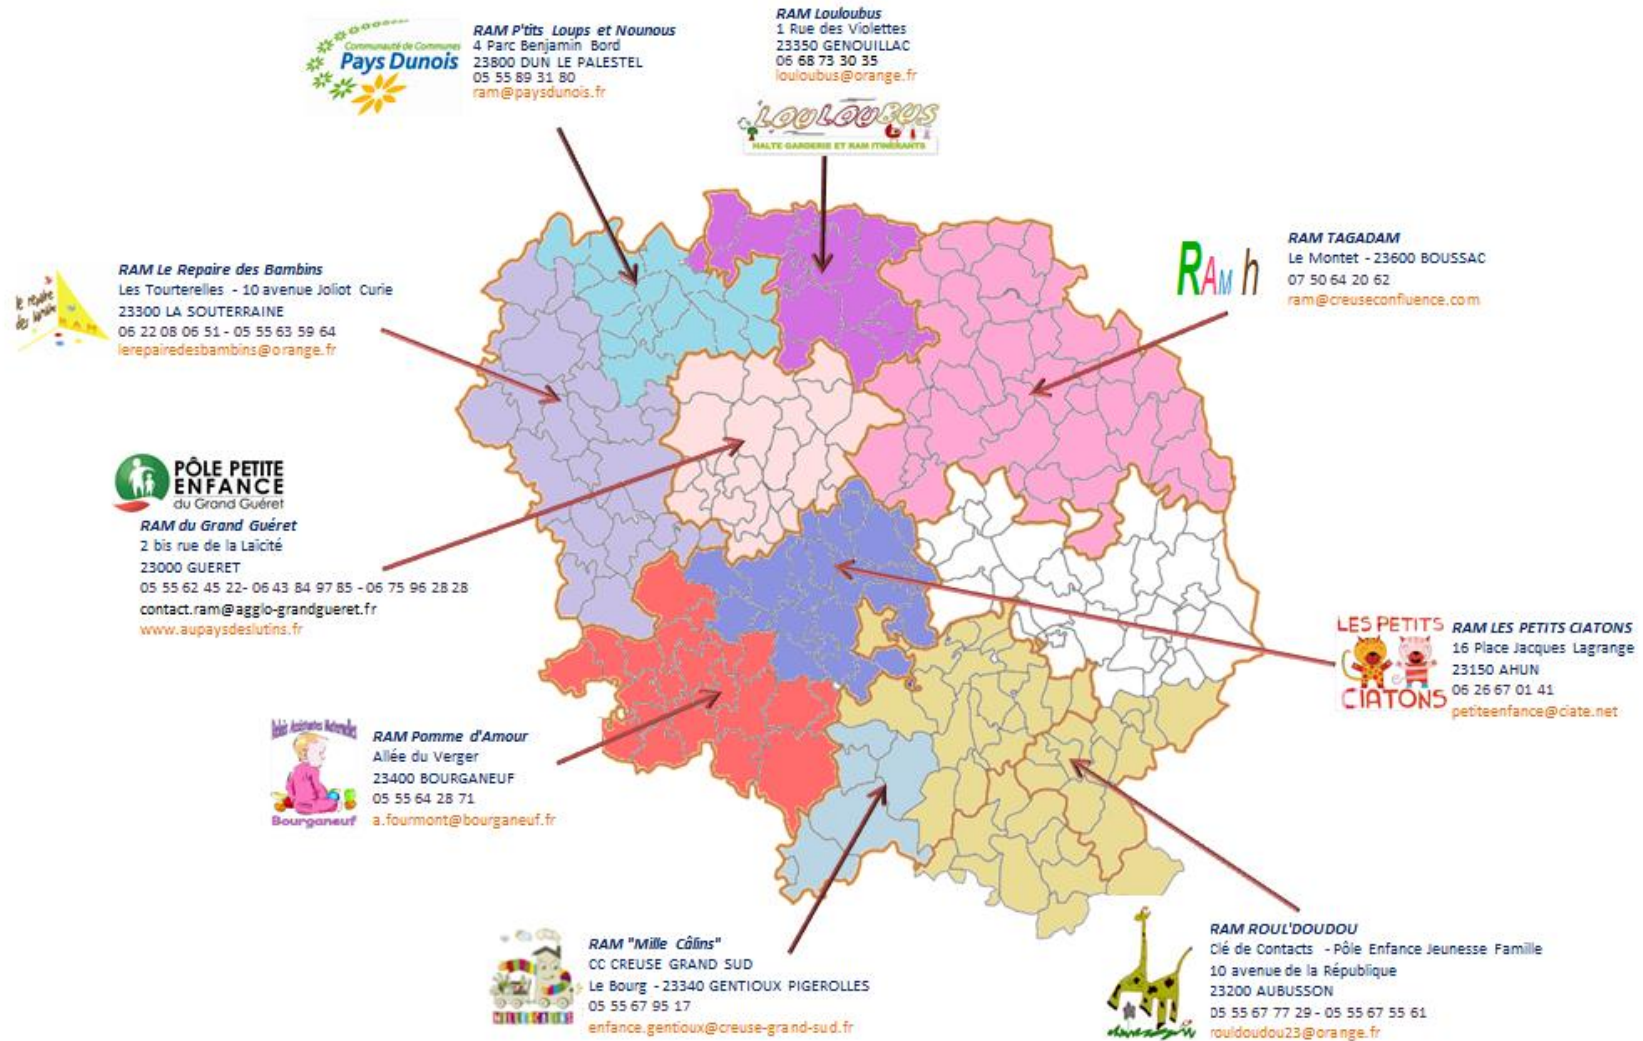 Communauté de Communes
Pays Dunois
RAM P'tits Loups et Nounous
4 Parc Benjamin Bord
23800 DUN LE PALESTEL
05 55 89 31 80
ram@paysdunois.fr
RAM Louloubus
1 Rue des Violettes
23350 GENOUILLAC
06 68 73 30 35
louloubus@orange.fr
LOULOUBUS
HALTE GARDERIE ET RAM ITINERANTS
RAM h
RAM TAGADAM
Le Montet - 23600 BOUSSAC
07 50 64 20 62
ram@creuseconfluence.com
le repaire
des bambins
RAM
RAM Le Repaire des Bambins
Les Tourterelles - 10 avenue Joliot Curie
23300 LA SOUTERRAINE
06 22 08 06 51 - 05 55 63 59 64
lerepairedesbambins@orange.fr
PÔLE PETITE
ENFANCE
du Grand Guéret
RAM du Grand Guéret
2 bis rue de la Laïcité
23000 GUERET
05 55 62 45 22- 06 43 84 97 85 - 06 75 96 28 28
contact.ram@agglo-grandgueret.fr
www.aupaysdeslutins.fr
LES PETITS
CIATONS
RAM LES PETITS CIATONS
16 Place Jacques Lagrange
23150 AHUN
06 26 67 01 41
petiteenfance@ciate.net
Relais Assistantes Maternelles
Bourganeuf
RAM Pomme d'Amour
Allée du Verger
23400 BOURGANEUF
05 55 64 28 71
a.fourmont@bourganeuf.fr
MILLE CALINS
RAM "Mille Câlins"
CC CREUSE GRAND SUD
Le Bourg - 23340 GENTIOUX PIGEROLLES
05 55 67 95 17
enfance.gentioux@creuse-grand-sud.fr
RAM ROUL'DOUDOU
Clé de Contacts - Pôle Enfance Jeunesse Famille
10 avenue de la République
23200 AUBUSSON
05 55 67 77 29 - 05 55 67 55 61
rouldoudou23@orange.fr